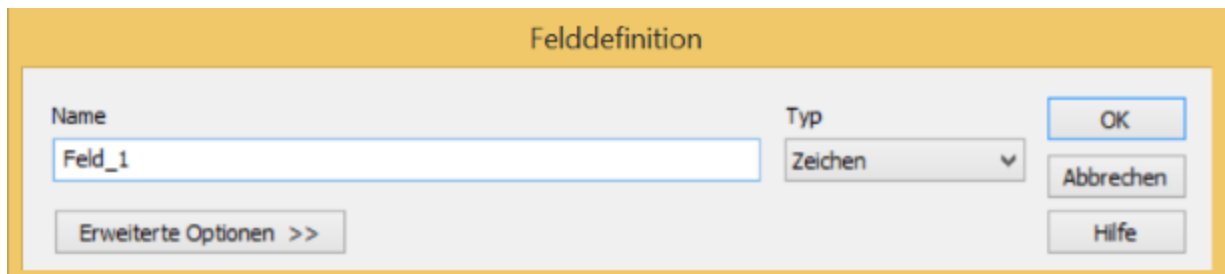 Felddefinition
Name
Typ
OK
Feld_1
Zeichen
Abbrechen
Erweiterte Optionen >>
Hilfe